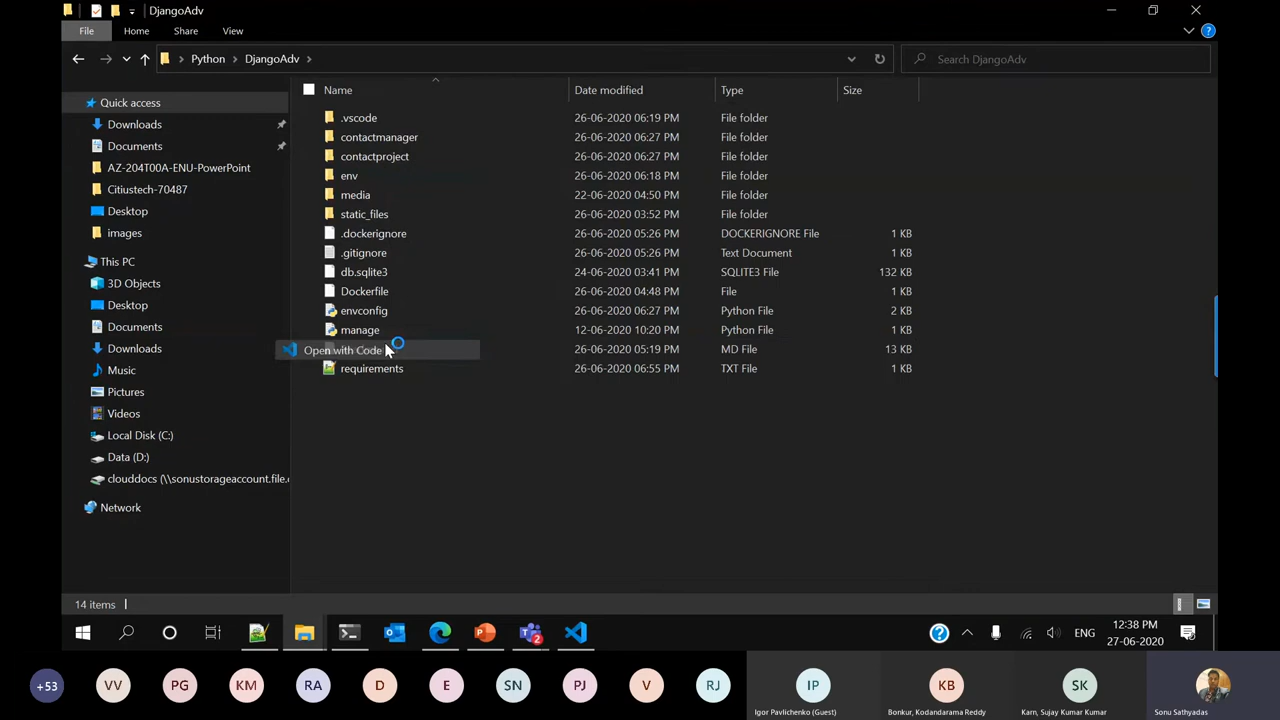 DjangoAdv
File Home Share View
Python DjangoAdv Search DjangoAdv
Name Date modified Type Size
Quick access
Downloads
Documents
AZ-204T00A-ENU-PowerPoint
Citiustech-70487
Desktop
images
This PC
3D Objects
Desktop
Documents
Downloads
Music
Pictures
Videos
Local Disk (C:)
Data (D:)
clouddocs (\\sonustorageaccount.file.c
Network
.vscode 26-06-2020 06:19 PM File folder
contactmanager 26-06-2020 06:27 PM File folder
contactproject 26-06-2020 06:27 PM File folder
env 26-06-2020 06:18 PM File folder
media 22-06-2020 04:50 PM File folder
static_files 26-06-2020 03:52 PM File folder
.dockerignore 26-06-2020 05:26 PM DOCKERIGNORE File 1 KB
.gitignore 26-06-2020 05:26 PM Text Document 1 KB
db.sqlite3 24-06-2020 03:41 PM SQLITE3 File 132 KB
Dockerfile 26-06-2020 04:48 PM File 1 KB
envconfig 26-06-2020 06:27 PM Python File 2 KB
manage 12-06-2020 10:20 PM Python File 1 KB
Open with Code 26-06-2020 05:19 PM MD File 13 KB
requirements 26-06-2020 06:55 PM TXT File 1 KB
14 items
2
ENG
12:38 PM
27-06-2020
+53 VV PG KM RA D E SN PJ V RJ IP KB SK
Igor Pavlichenko (Guest) Bonkur, Kodandarama Reddy Karn, Sujay Kumar Kumar Sonu Sathyadas